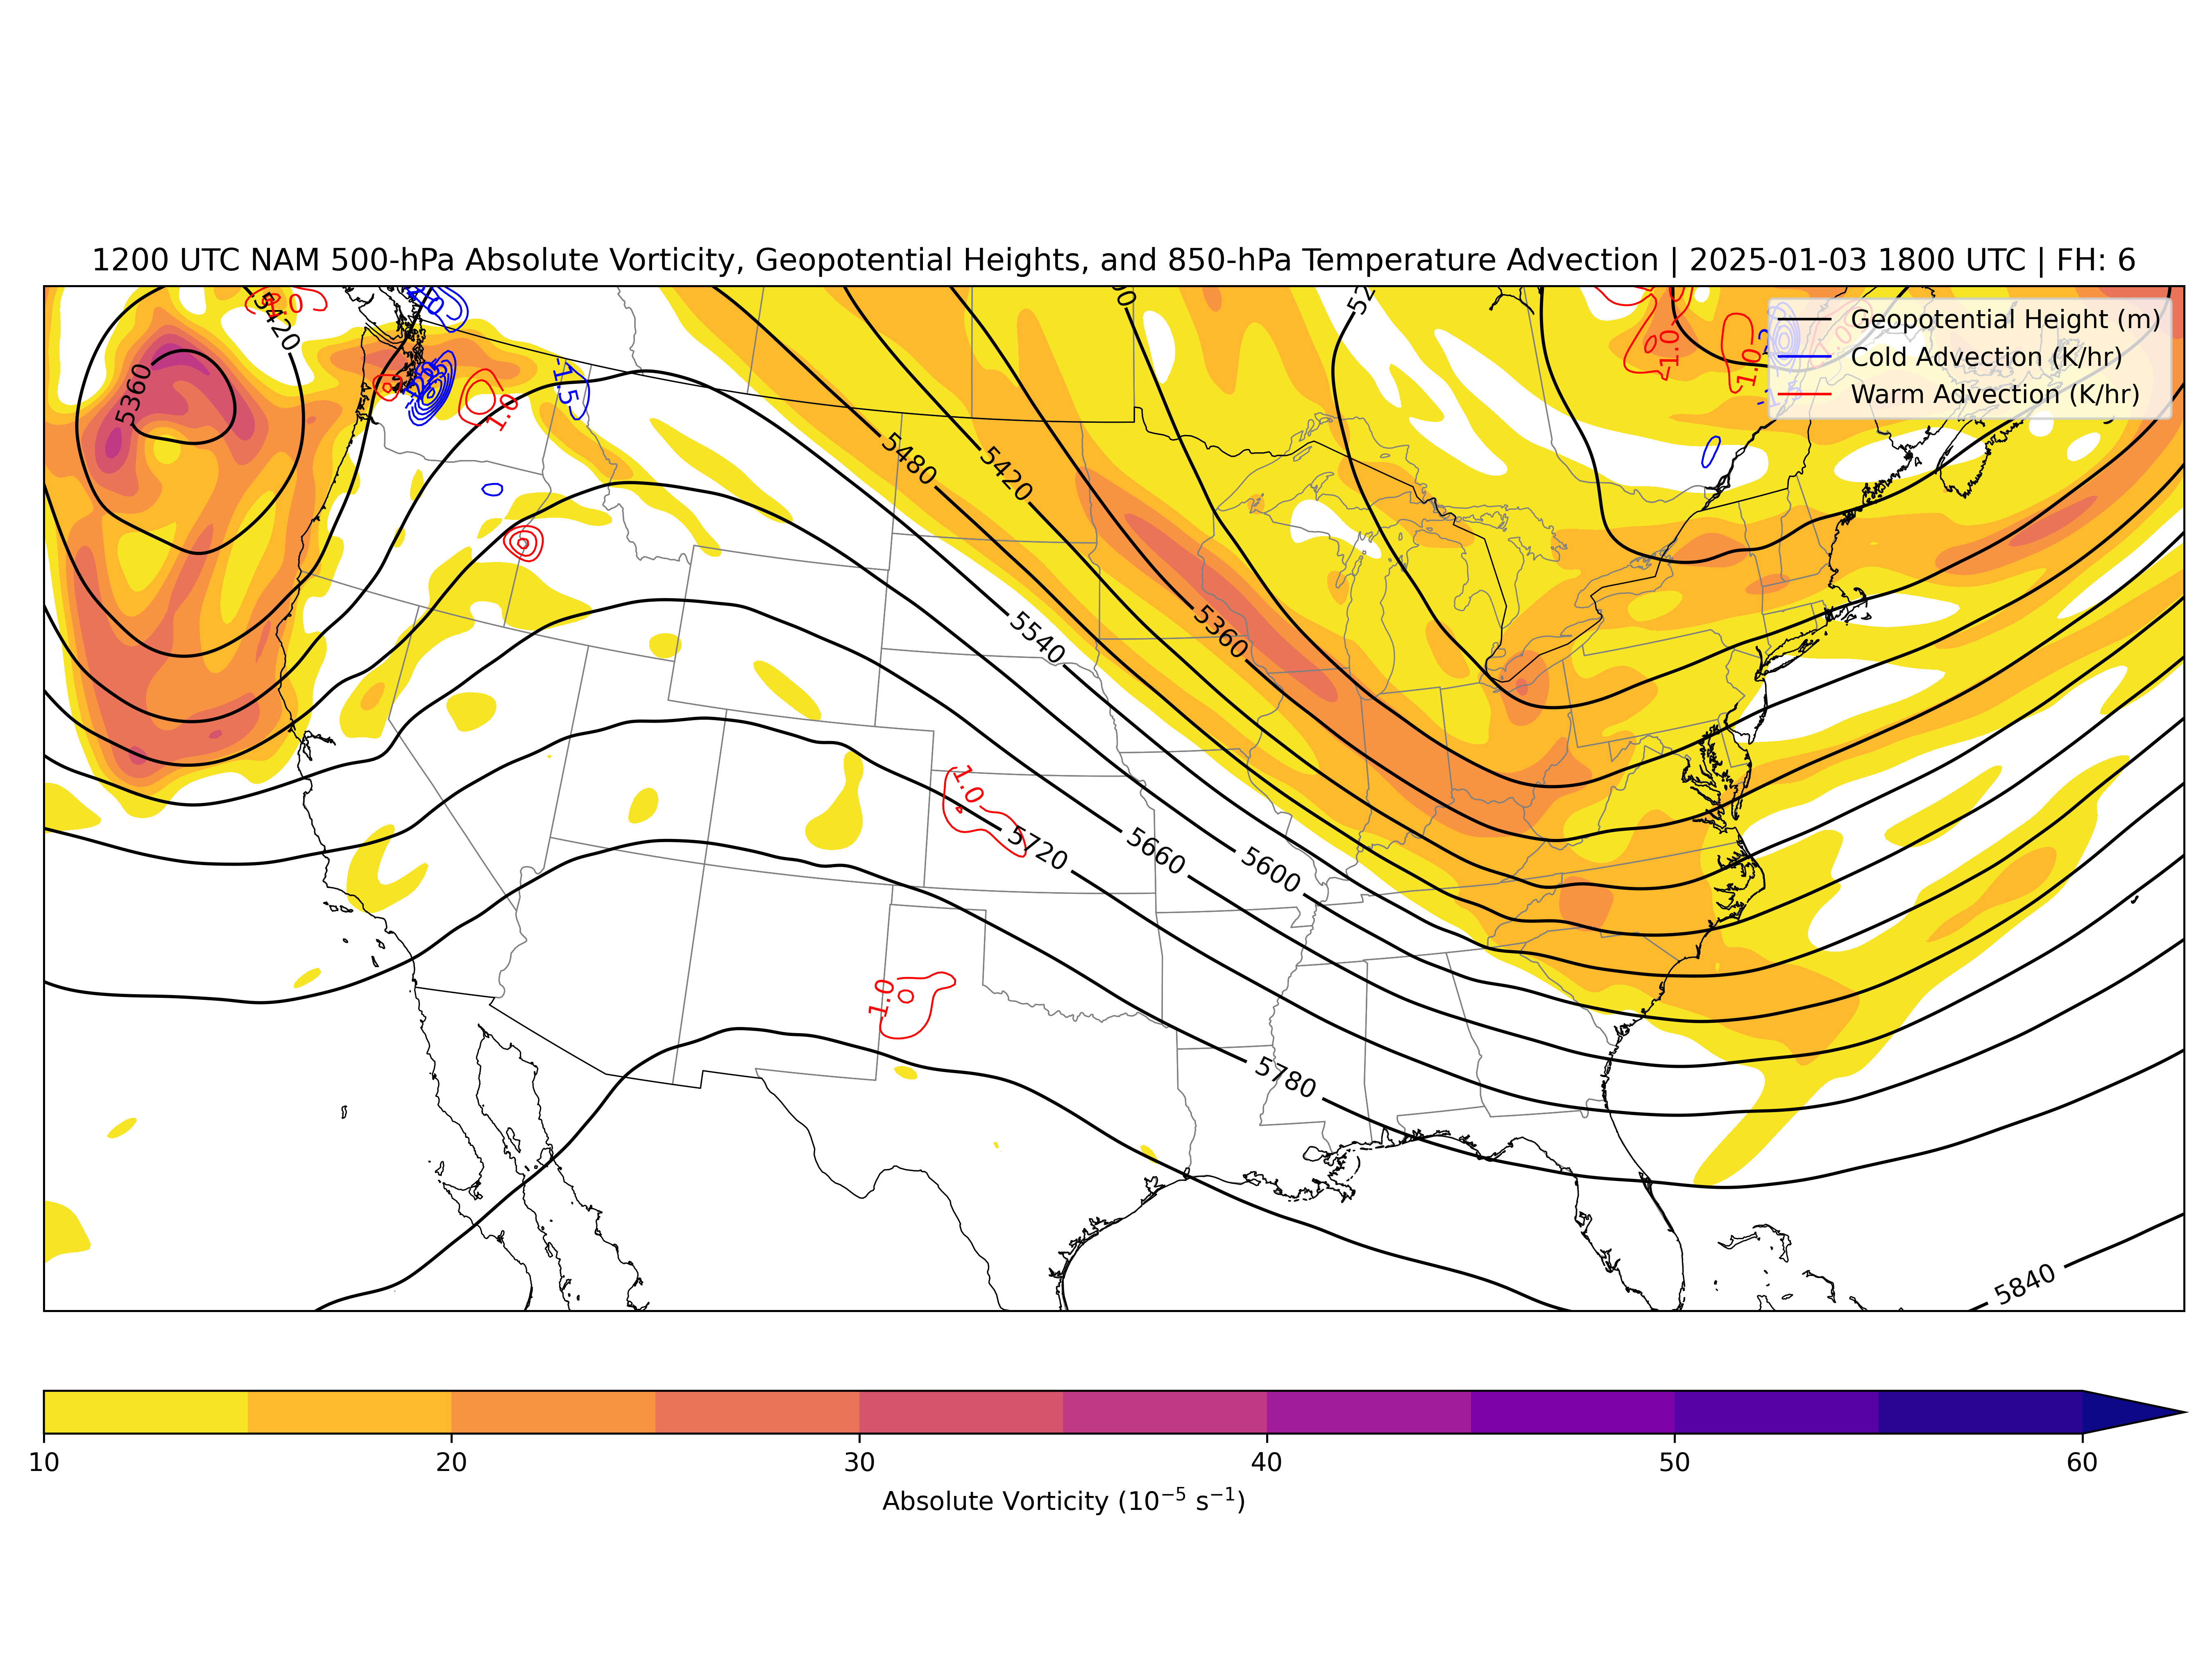 1200 UTC NAM 500-hPa Absolute Vorticity, Geopotential Heights, and 850-hPa Temperature Advection | 2025-01-03 1800 UTC | FH: 6
Geopotential Height (m)
Cold Advection (K/hr)
Warm Advection (K/hr)
5420
5360
1.0
-1.5
-1.0
1.0
5480
5420
5360
5540
1.0
5720
5660
5600
1.0
5780
5840
10 20 30 40 50 60
Absolute Vorticity (10⁻⁵ s⁻¹)